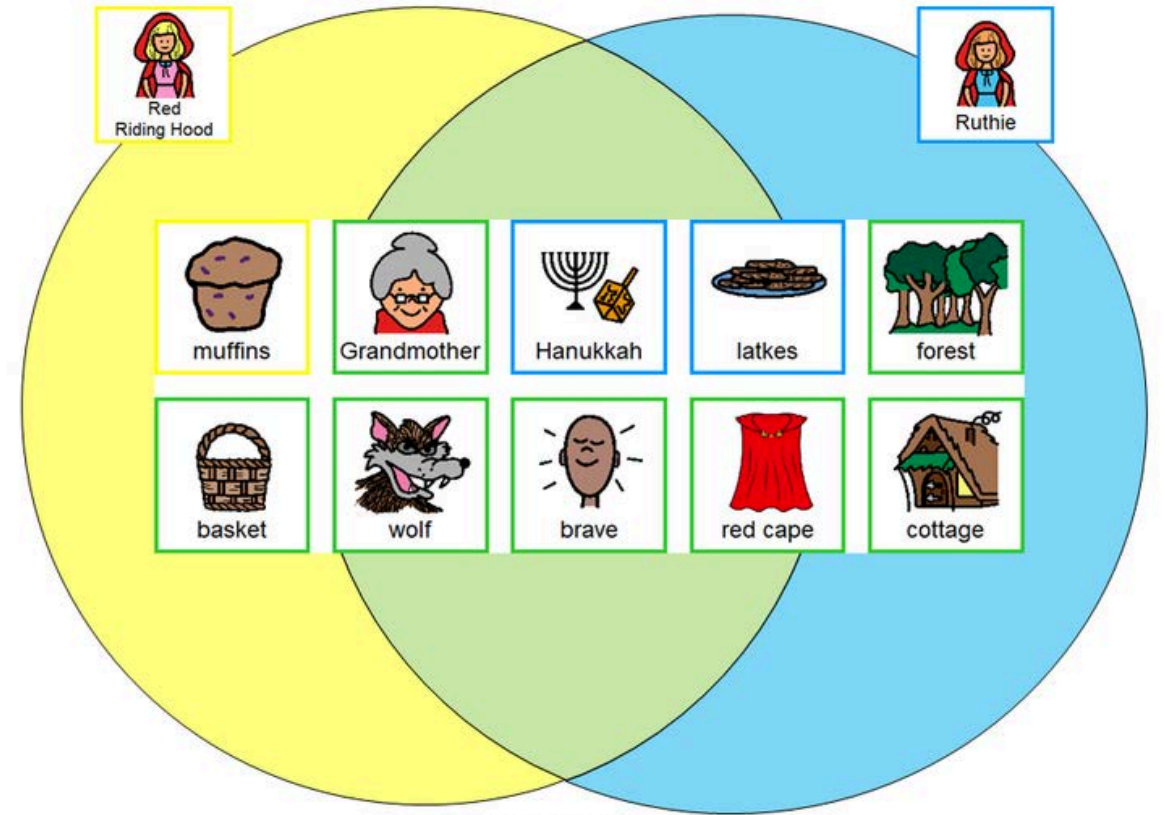 Red
Riding Hood
Ruthie
muffins
Grandmother
Hanukkah
latkes
forest
basket
wolf
brave
red cape
cottage